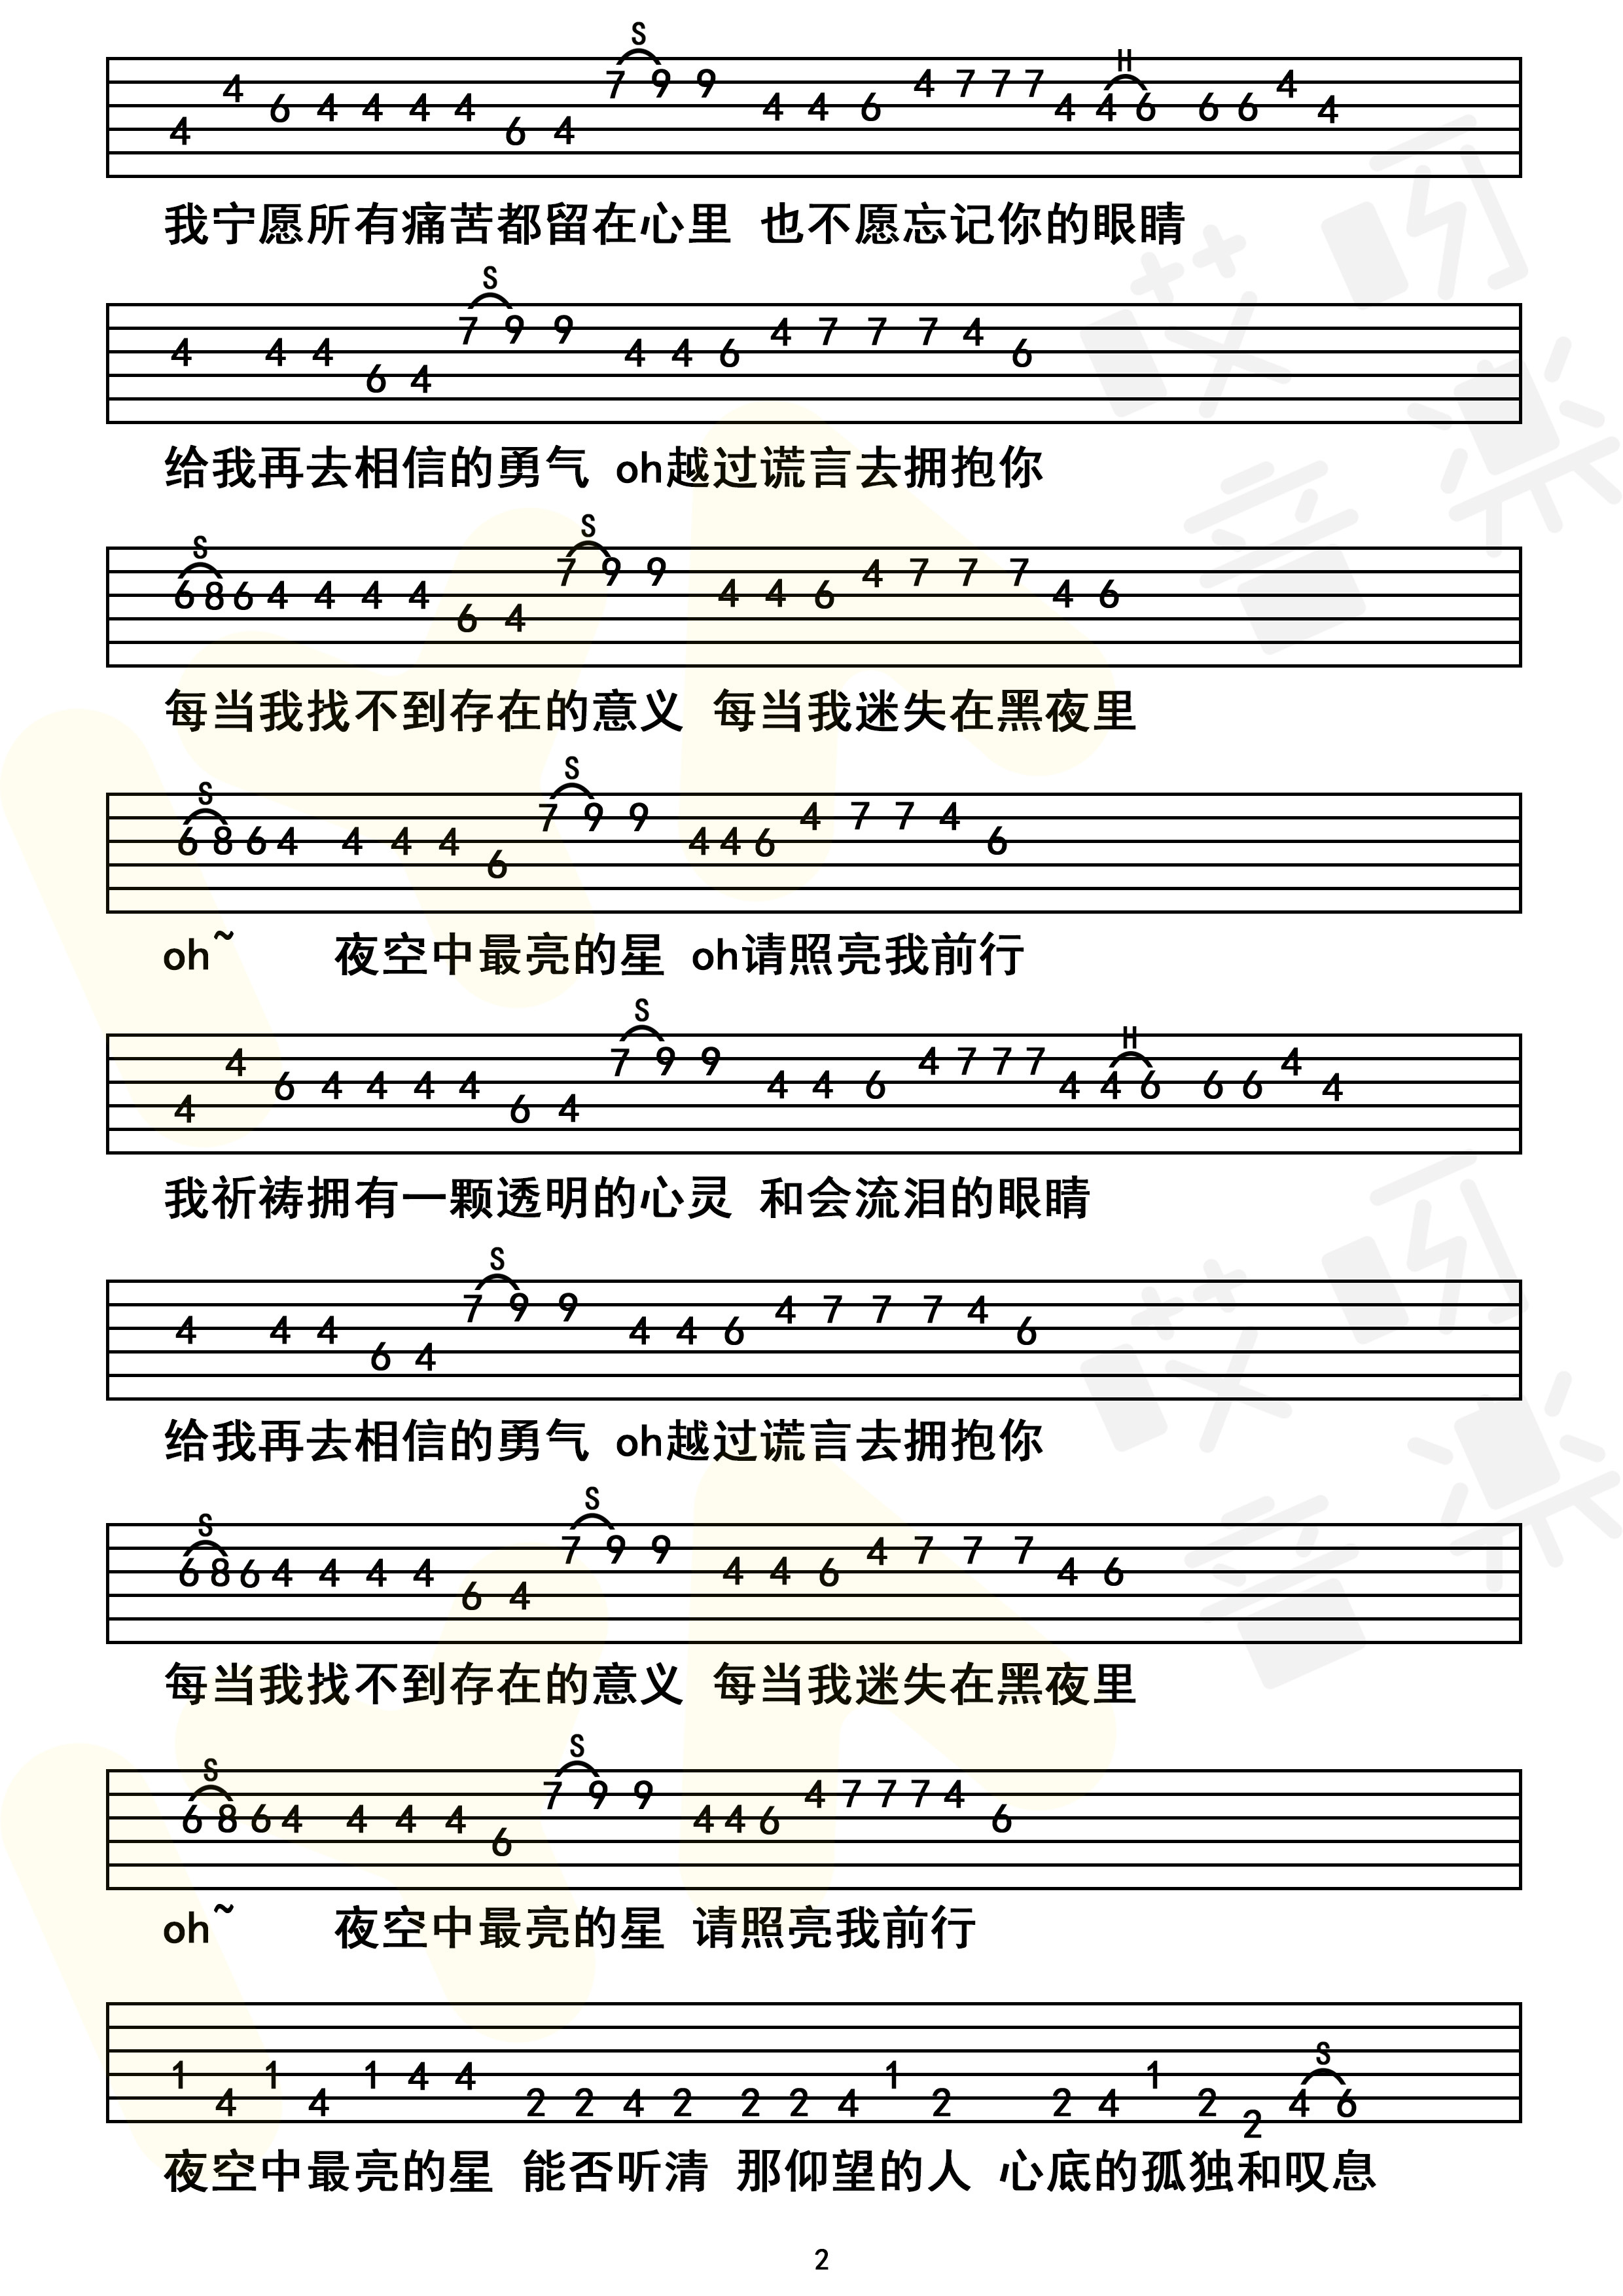 S H
4 4 6 4 4 4 4 6 4 7 9 9 4 4 6 4 7 7 7 4 4 6 6 6 4 4
我宁愿所有痛苦都留在心里 也不愿忘记你的眼睛
S
4 4 4 6 4 7 9 9 4 4 6 4 7 7 7 4 6
给我再去相信的勇气 oh越过谎言去拥抱你
S S
6 8 6 4 4 4 4 6 4 7 9 9 4 4 6 4 7 7 7 4 6
每当我找不到存在的意义 每当我迷失在黑夜里
S S
6 8 6 4 4 4 4 6 7 9 9 4 4 6 4 7 7 4 6
oh~ 夜空中最亮的星 oh请照亮我前行
S H
4 4 6 4 4 4 4 6 4 7 9 9 4 4 6 4 7 7 7 4 4 6 6 6 4 4
我祈祷拥有一颗透明的心灵 和会流泪的眼睛
S
4 4 4 6 4 7 9 9 4 4 6 4 7 7 7 4 6
给我再去相信的勇气 oh越过谎言去拥抱你
S S
6 8 6 4 4 4 4 6 4 7 9 9 4 4 6 4 7 7 7 4 6
每当我找不到存在的意义 每当我迷失在黑夜里
S S
6 8 6 4 4 4 4 6 7 9 9 4 4 6 4 7 7 7 4 6
oh~ 夜空中最亮的星 请照亮我前行
S
1 4 1 4 1 4 4 2 2 4 2 2 2 4 1 2 2 4 1 2 2 4 6
夜空中最亮的星 能否听清 那仰望的人 心底的孤独和叹息
2